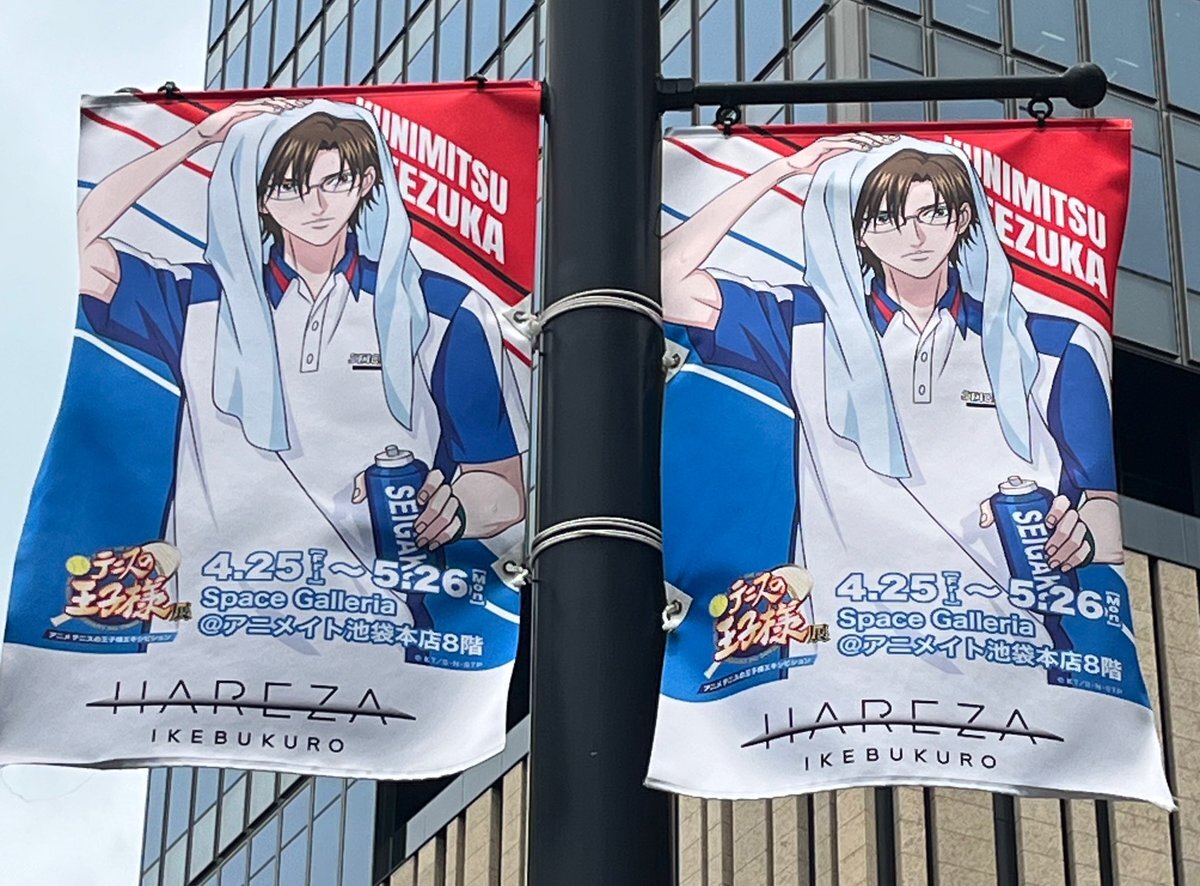 KUNIMITSU
TEZUKA
SEIGAKU
テニスの
王子様
展
アニメ テニスの王子様エキシビション
4.25[Fri.]~5.26[Mon.]
Space Galleria
@アニメイト池袋本店8階
HAREZA
IKEBUKURO
KUNIMITSU
TEZUKA
SEIGAKU
テニスの
王子様
展
アニメ テニスの王子様エキシビション
4.25[Fri.]~5.26[Mon.]
Space Galleria
@アニメイト池袋本店8階
HAREZA
IKEBUKURO